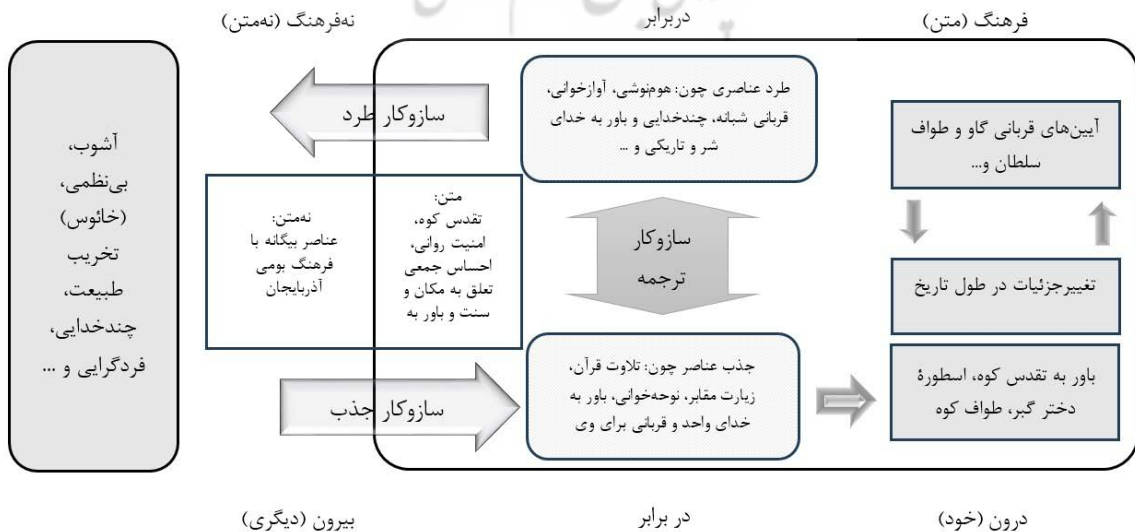 فرهنگ (متن)
دربرابر
نه‌فرهنگ (نه‌متن)
آیین‌های قربانی گاو و طواف
سلطان و...
تغییرجزئیات در طول تاریخ
باور به تقدس کوه، اسطورۀ
دختر گبر، طواف کوه
طرد عناصری چون: هوم‌نوشی، آوازخوانی،
قربانی شبانه، چندخدایی و باور به خدای
شر و تاریکی و ...
سازوکار
ترجمه
جذب عناصر چون: تلاوت قرآن،
زیارت مقابر، نوحه‌خوانی، باور به
خدای واحد و قربانی برای وی
سازوکار طرد
متن:
تقدس کوه،
امنیت روانی،
احساس جمعی
تعلق به مکان و
سنت و باور به
نه‌متن:
عناصر بیگانه با
فرهنگ بومی
آذربایجان
سازوکار جذب
آشوب،
بی‌نظمی،
(خائوس)
تخریب
طبیعت،
چندخدایی،
فردگرایی و ...
درون (خود)
در برابر
بیرون (دیگری)